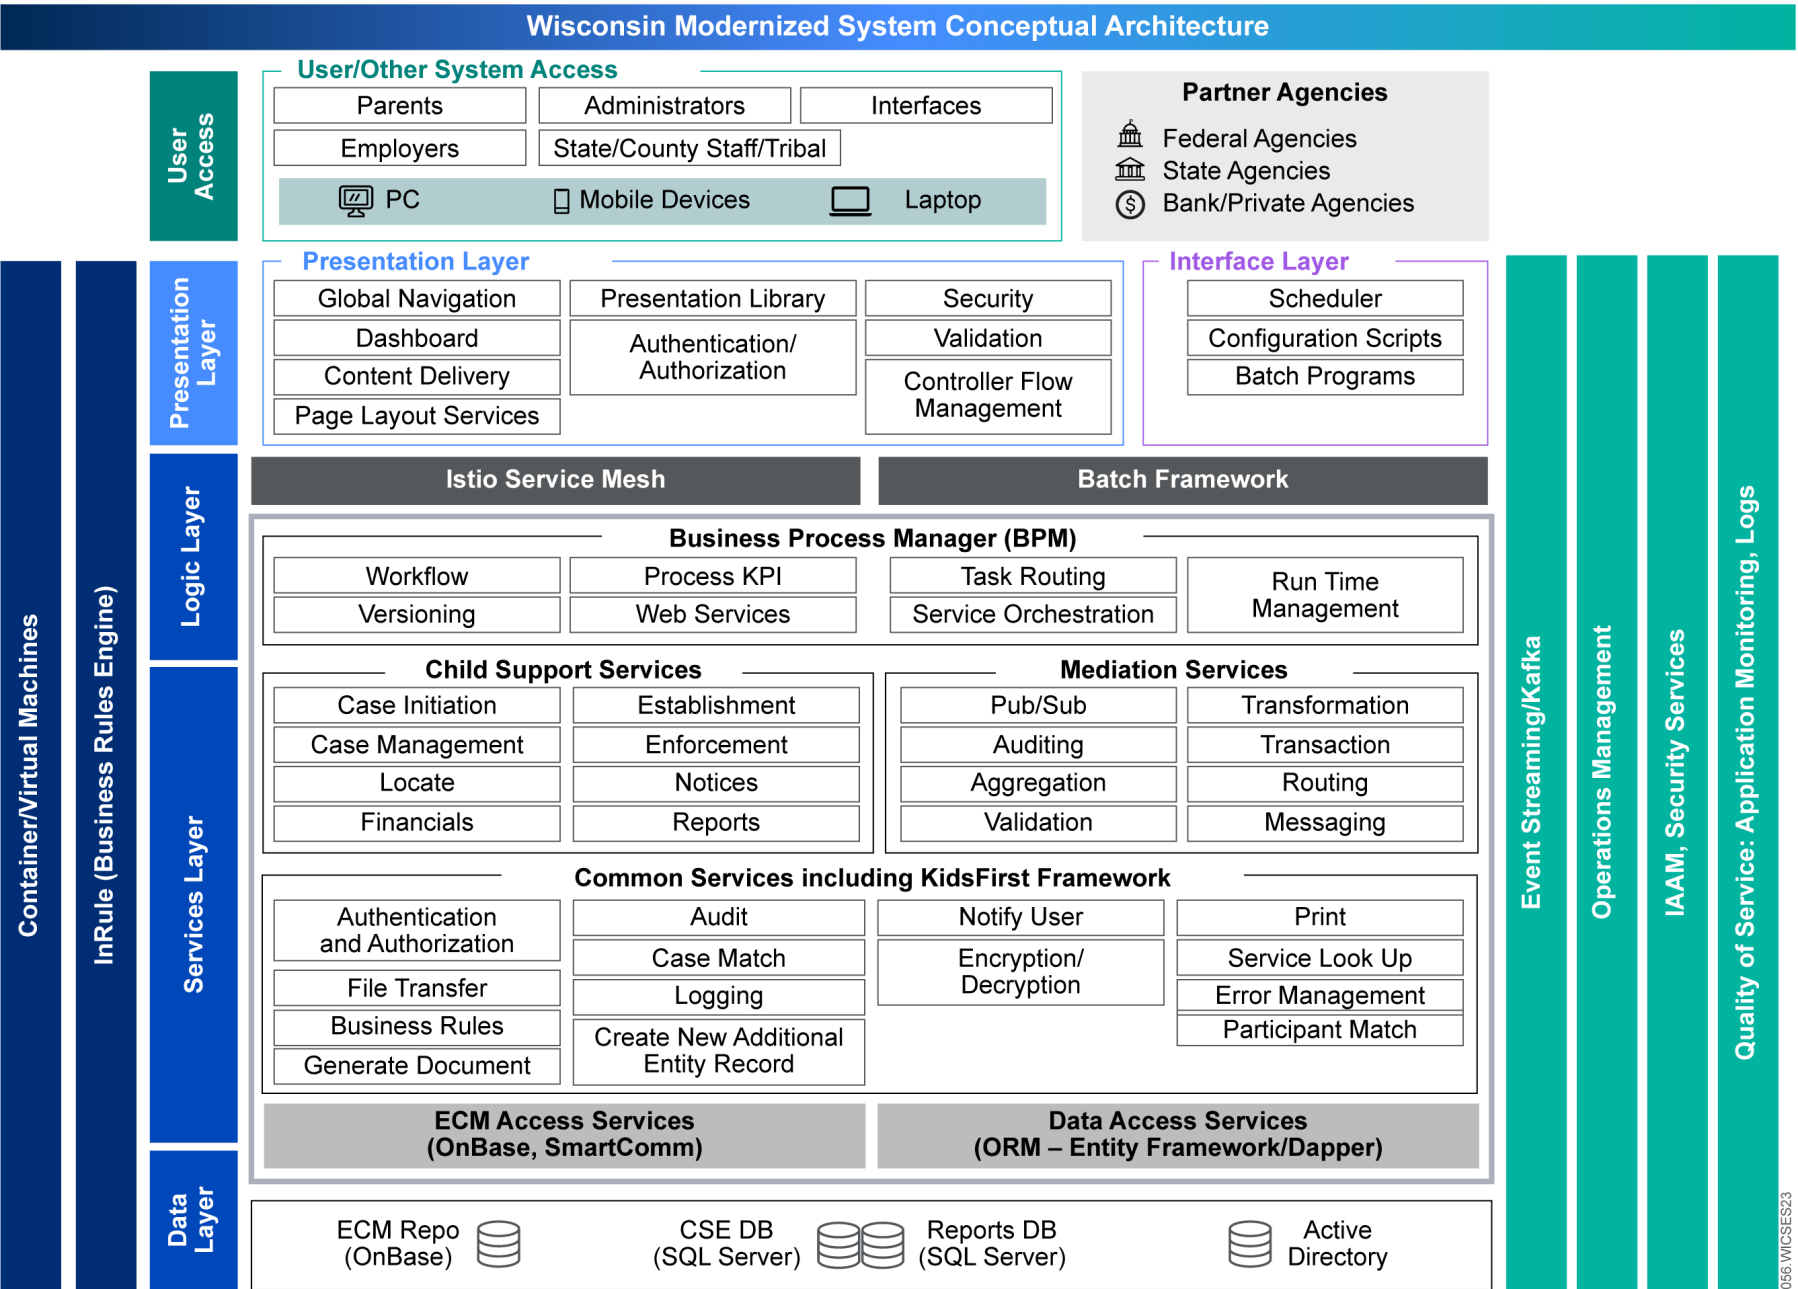 Wisconsin Modernized System Conceptual Architecture
User
Access
User/Other System Access
Parents
Administrators
Interfaces
Employers
State/County Staff/Tribal
PC
Mobile Devices
Laptop
Partner Agencies
Federal Agencies
State Agencies
Bank/Private Agencies
Container/Virtual Machines
InRule (Business Rules Engine)
Presentation
Layer
Presentation Layer
Global Navigation
Presentation Library
Security
Dashboard
Authentication/
Authorization
Validation
Content Delivery
Controller Flow
Management
Page Layout Services
Interface Layer
Scheduler
Configuration Scripts
Batch Programs
Logic Layer
Istio Service Mesh
Batch Framework
Business Process Manager (BPM)
Workflow
Process KPI
Task Routing
Run Time
Management
Versioning
Web Services
Service Orchestration
Services Layer
Child Support Services
Case Initiation
Establishment
Case Management
Enforcement
Locate
Notices
Financials
Reports
Mediation Services
Pub/Sub
Transformation
Auditing
Transaction
Aggregation
Routing
Validation
Messaging
Common Services including KidsFirst Framework
Authentication
and Authorization
Audit
Notify User
Print
Case Match
Encryption/
Decryption
Service Look Up
File Transfer
Logging
Error Management
Business Rules
Create New Additional
Entity Record
Participant Match
Generate Document
ECM Access Services
(OnBase, SmartComm)
Data Access Services
(ORM – Entity Framework/Dapper)
Data
Layer
ECM Repo
(OnBase)
CSE DB
(SQL Server)
Reports DB
(SQL Server)
Active
Directory
Event Streaming/Kafka
Operations Management
IAAM, Security Services
Quality of Service: Application Monitoring, Logs
056.WICSES23